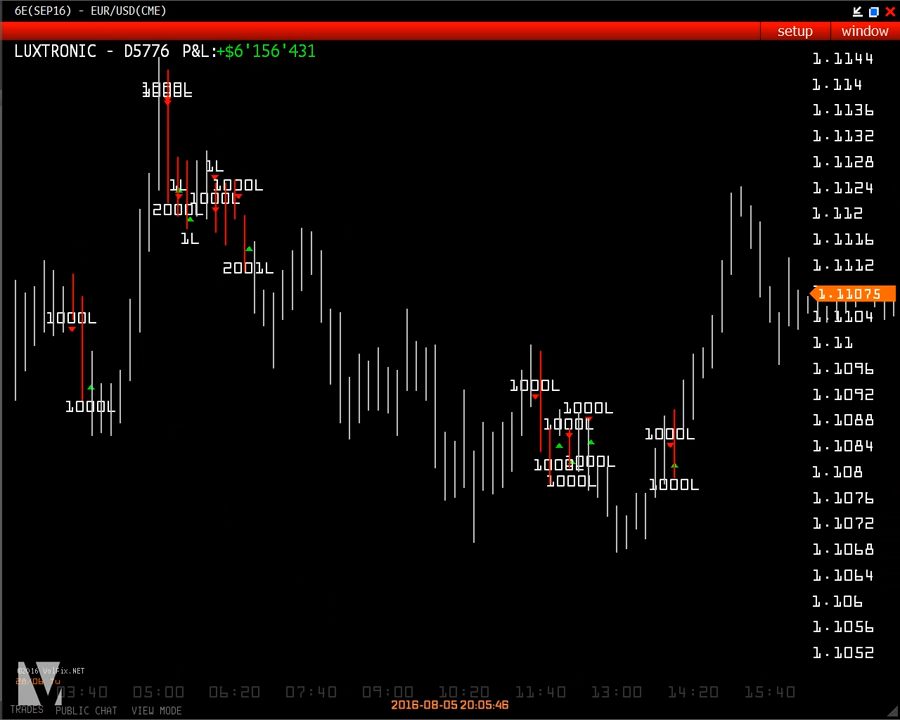 6E(SEP16) - EUR/USD(CME)
setup window
LUXTRONIC - D5776 P&L:+$6'156'431
1.1144
1.114
1.1136
1.1132
1.1128
1.1124
1.112
1.1116
1.1112
1.11075
1.1104
1.11
1.1096
1.1092
1.1088
1.1084
1.108
1.1076
1.1072
1.1068
1.1064
1.106
1.1056
1.1052
1000L
1L
1L
1000L
1000L
2000L
1L
2001L
1000L
1000L
1000L
1000L
1000L
1000L
1000L
1000L
1000L
1000L
©2016 VolFix.NET
03:40 05:00 06:20 07:40 09:00 10:20 11:40 13:00 14:20 15:40
2016-08-05 20:05:46
TRADES PUBLIC CHAT VIEW MODE